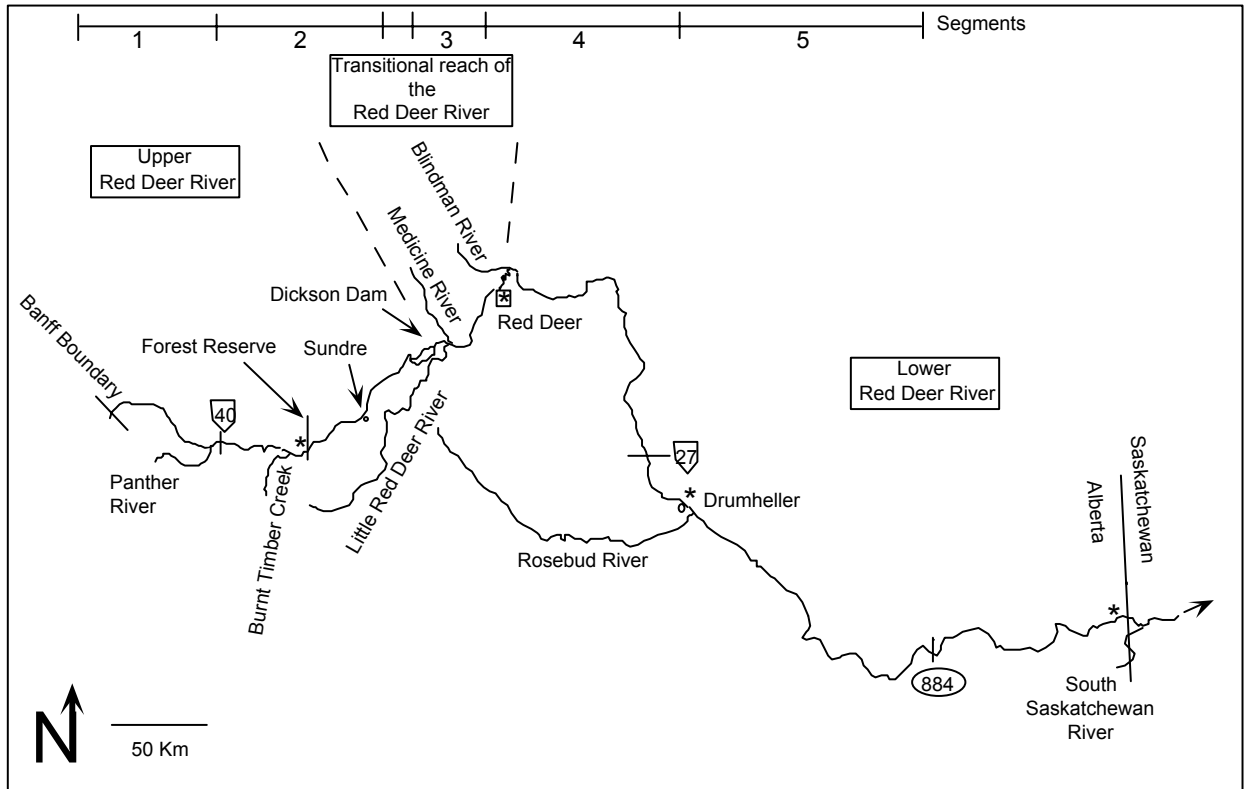 Segments
1 2 3 4 5
Transitional reach of
the
Red Deer River
Upper
Red Deer River
Blindman River
Medicine River
Dickson Dam
Red Deer
Banff Boundary
Forest Reserve
Sundre
Lower
Red Deer River
40
Little Red Deer River
27
Panther
River
Burnt Timber Creek
Drumheller
Rosebud River
Alberta
Saskatchewan
884
South
Saskatchewan
River
N
50 Km